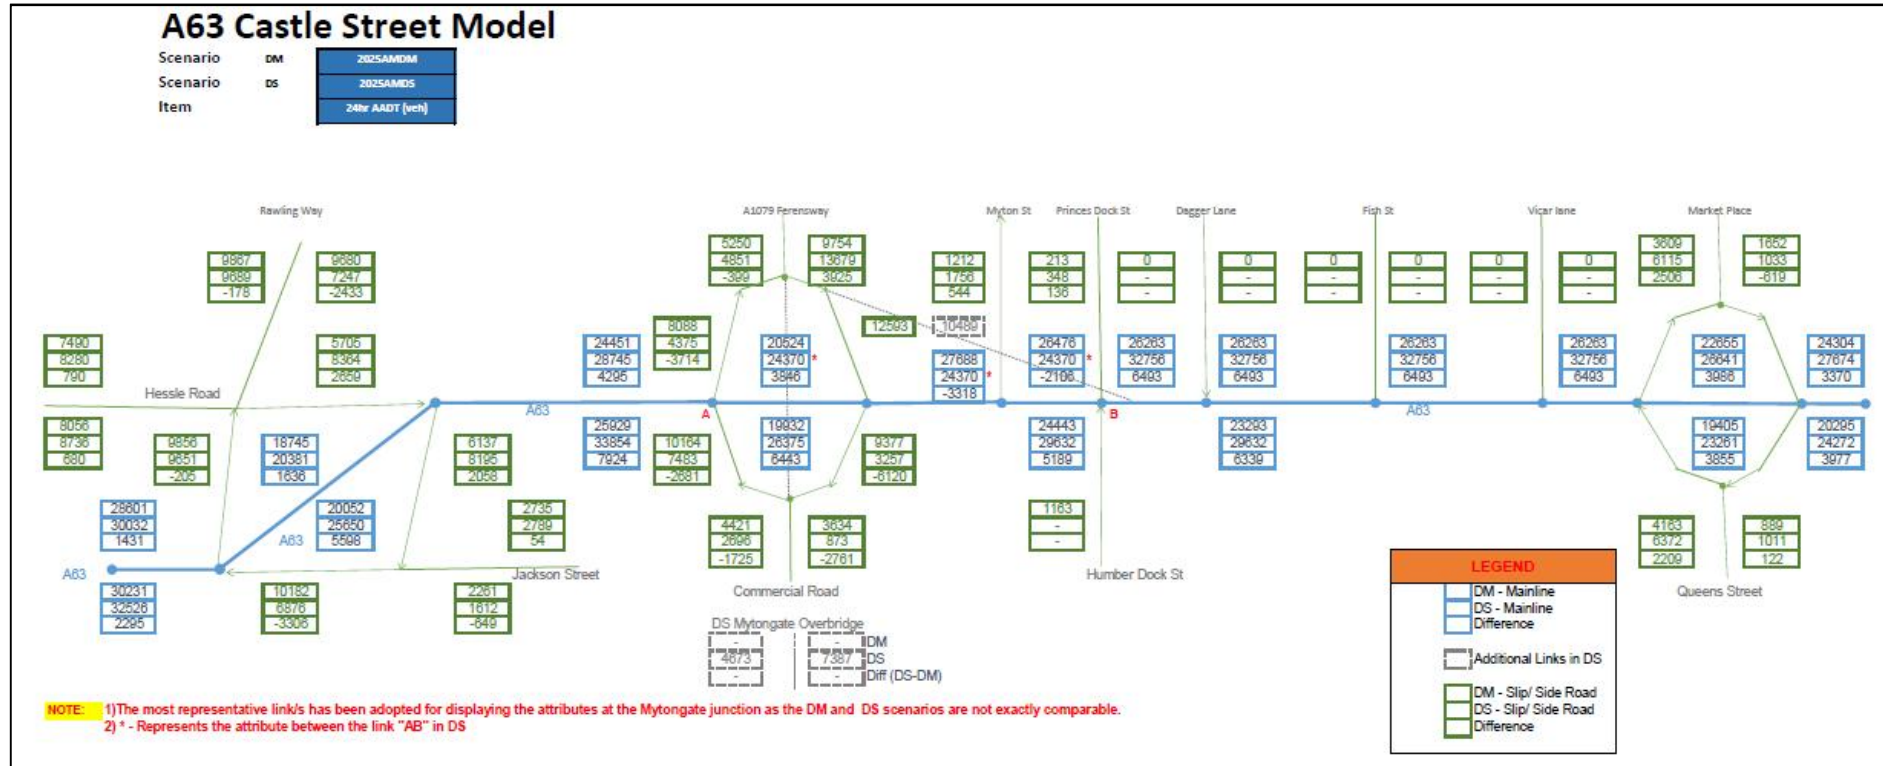 A63 Castle Street Model
Scenario DM 2025AMDM
Scenario DS 2025AMDS
Item 24hr AADT (veh)
Rawling Way A1079 Ferensway Myton St Princes Dock St Dagger Lane Fish St Vicar lane Market Place
9867 9680 5250 9754 1212 213 0 0 0 0 0 0 3609 1652
9689 7247 4851 13679 1756 348 - - - - - - 6115 1033
-178 -2433 -399 3925 544 136 - - - - - - 2506 -619
12593 10489
7490 5705 24451 8088 20524 27688 26476 26263 26263 26263 26263 22655 24304
8280 8364 28745 4375 24370 * 24370 * 24370 * 32756 32756 32756 32756 26641 27674
790 2659 4295 -3714 3846 -3318 -2106 6493 6493 6493 6493 3986 3370
Hessle Road
A63 A B A63
8056 9856 18745 6137 25929 10164 19932 9377 24443 23293 19405 20295
8736 9651 20381 8195 33854 7483 26375 3257 29632 29632 23261 24272
680 -205 1636 2058 7924 -2681 6443 -6120 5189 6339 3855 3977
28601 20052 2735 4421 3634 1163 4163 889
30032 25650 2789 2696 873 - 6372 1011
1431 5598 54 -1725 -2761 - 2209 122
A63
A63
Jackson Street
Commercial Road
Humber Dock St
Queens Street
30231 10182 2261
32526 6876 1612
2295 -3306 -649
DS Mytongate Overbridge
- - DM
4673 7387 DS
- - Diff (DS-DM)
LEGEND
DM - Mainline
DS - Mainline
Difference
Additional Links in DS
DM - Slip/ Side Road
DS - Slip/ Side Road
Difference
NOTE: 1)The most representative link/s has been adopted for displaying the attributes at the Mytongate junction as the DM and DS scenarios are not exactly comparable.
2) * - Represents the attribute between the link "AB" in DS